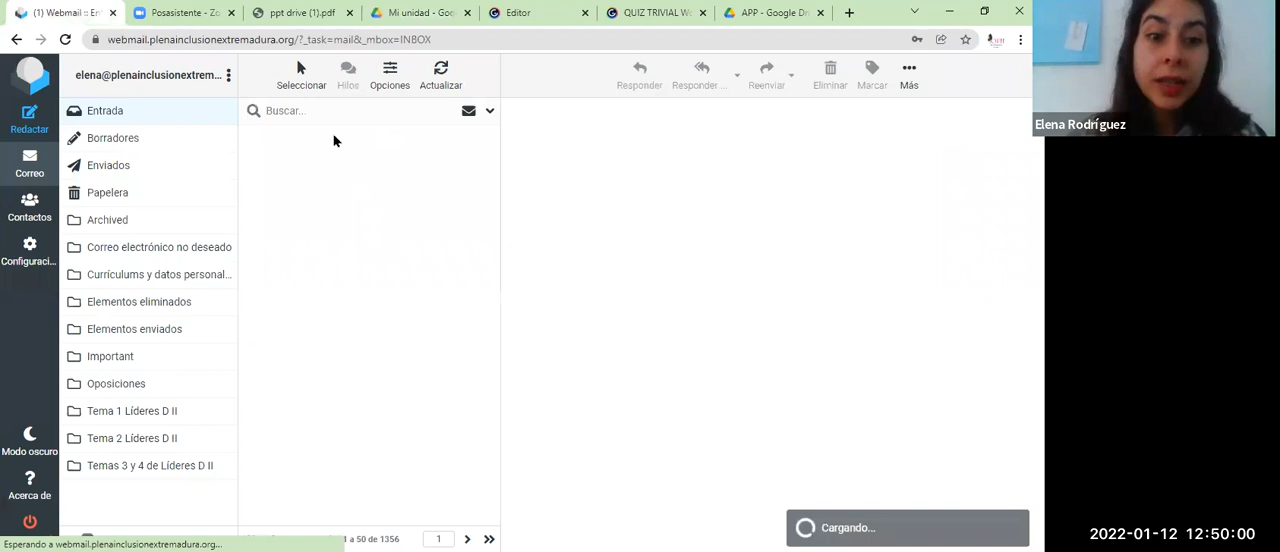 (1) Webmail :: En
Posasistente - Zo
ppt drive (1).pdf
Mi unidad - Goo
Editor
QUIZ TRIVIAL Wo
APP - Google Dri
webmail.plenainclusionextremadura.org/?_task=mail&_mbox=INBOX
elena@plenainclusionextrem...
Seleccionar
Hilos
Opciones
Actualizar
Responder
Responder ...
Reenviar
Eliminar
Marcar
Más
Redactar
Correo
Contactos
Configuraci...
Modo oscuro
Acerca de
Entrada
Borradores
Enviados
Papelera
Archived
Correo electrónico no deseado
Currículums y datos personal...
Elementos eliminados
Elementos enviados
Important
Oposiciones
Tema 1 Líderes D II
Tema 2 Líderes D II
Temas 3 y 4 de Líderes D II
Buscar...
1 a 50 de 1356
1
Cargando...
Esperando a webmail.plenainclusionextremadura.org...
Elena Rodríguez
2022-01-12 12:50:00